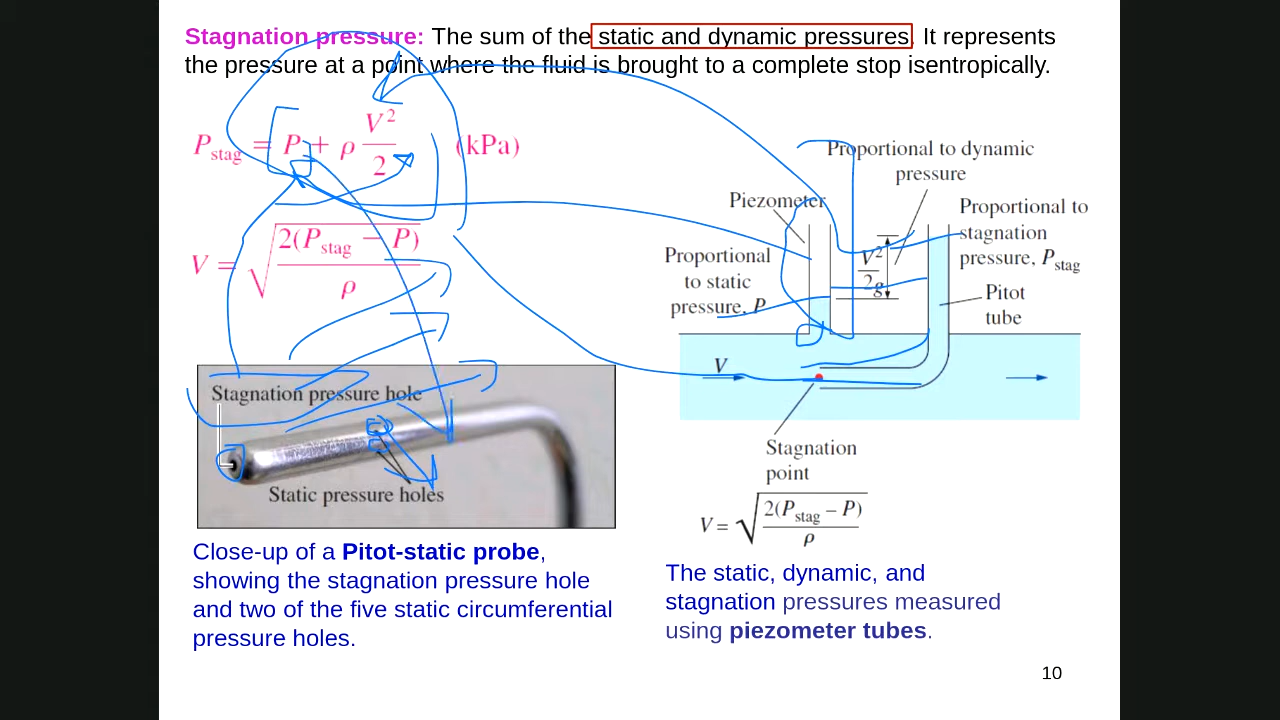 Stagnation pressure: The sum of the static and dynamic pressures. It represents
the pressure at a point where the fluid is brought to a complete stop isentropically.
P_stag = P + ρ V²/2 (kPa)
V = √(2(P_stag − P)/ρ)
Stagnation pressure hole
Static pressure holes
Close-up of a Pitot-static probe,
showing the stagnation pressure hole
and two of the five static circumferential
pressure holes.
Proportional to dynamic
pressure
Piezometer
Proportional to
stagnation
pressure, P_stag
Proportional
to static
pressure, P
V²/2g
Pitot
tube
V
Stagnation
point
V = √(2(P_stag − P)/ρ)
The static, dynamic, and
stagnation pressures measured
using piezometer tubes.
10